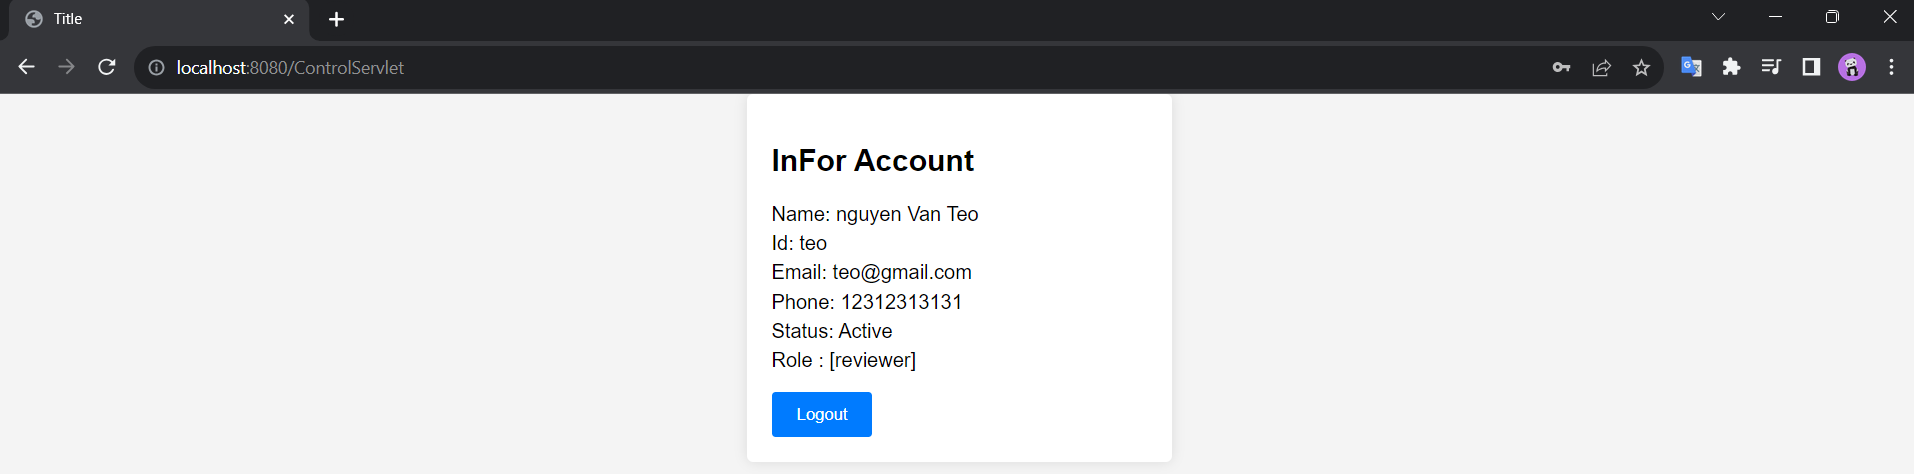 Title
localhost:8080/ControlServlet
InFor Account
Name: nguyen Van Teo
Id: teo
Email: teo@gmail.com
Phone: 12312313131
Status: Active
Role : [reviewer]
Logout